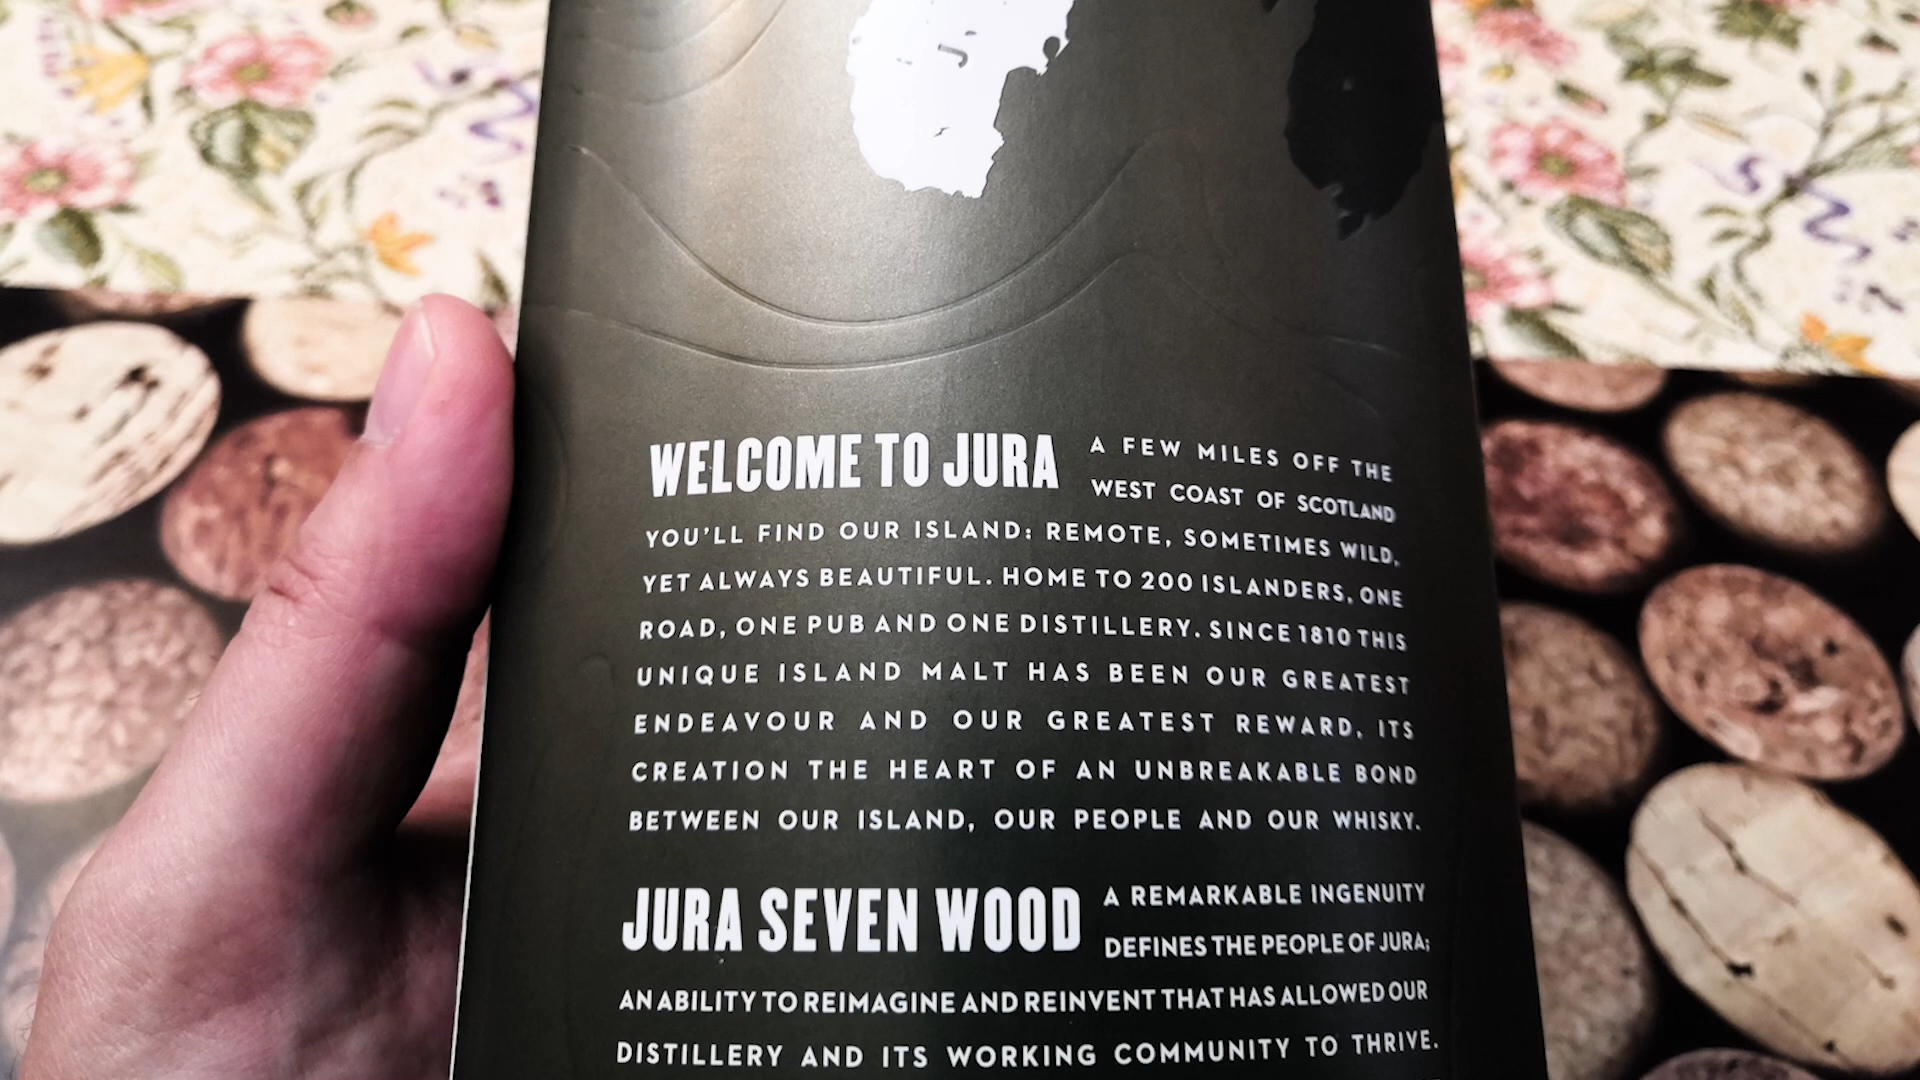 WELCOME TO JURA A FEW MILES OFF THE
WEST COAST OF SCOTLAND
YOU'LL FIND OUR ISLAND: REMOTE, SOMETIMES WILD,
YET ALWAYS BEAUTIFUL. HOME TO 200 ISLANDERS, ONE
ROAD, ONE PUB AND ONE DISTILLERY. SINCE 1810 THIS
UNIQUE ISLAND MALT HAS BEEN OUR GREATEST
ENDEAVOUR AND OUR GREATEST REWARD, ITS
CREATION THE HEART OF AN UNBREAKABLE BOND
BETWEEN OUR ISLAND, OUR PEOPLE AND OUR WHISKY.
JURA SEVEN WOOD A REMARKABLE INGENUITY
DEFINES THE PEOPLE OF JURA;
AN ABILITY TO REIMAGINE AND REINVENT THAT HAS ALLOWED OUR
DISTILLERY AND ITS WORKING COMMUNITY TO THRIVE.